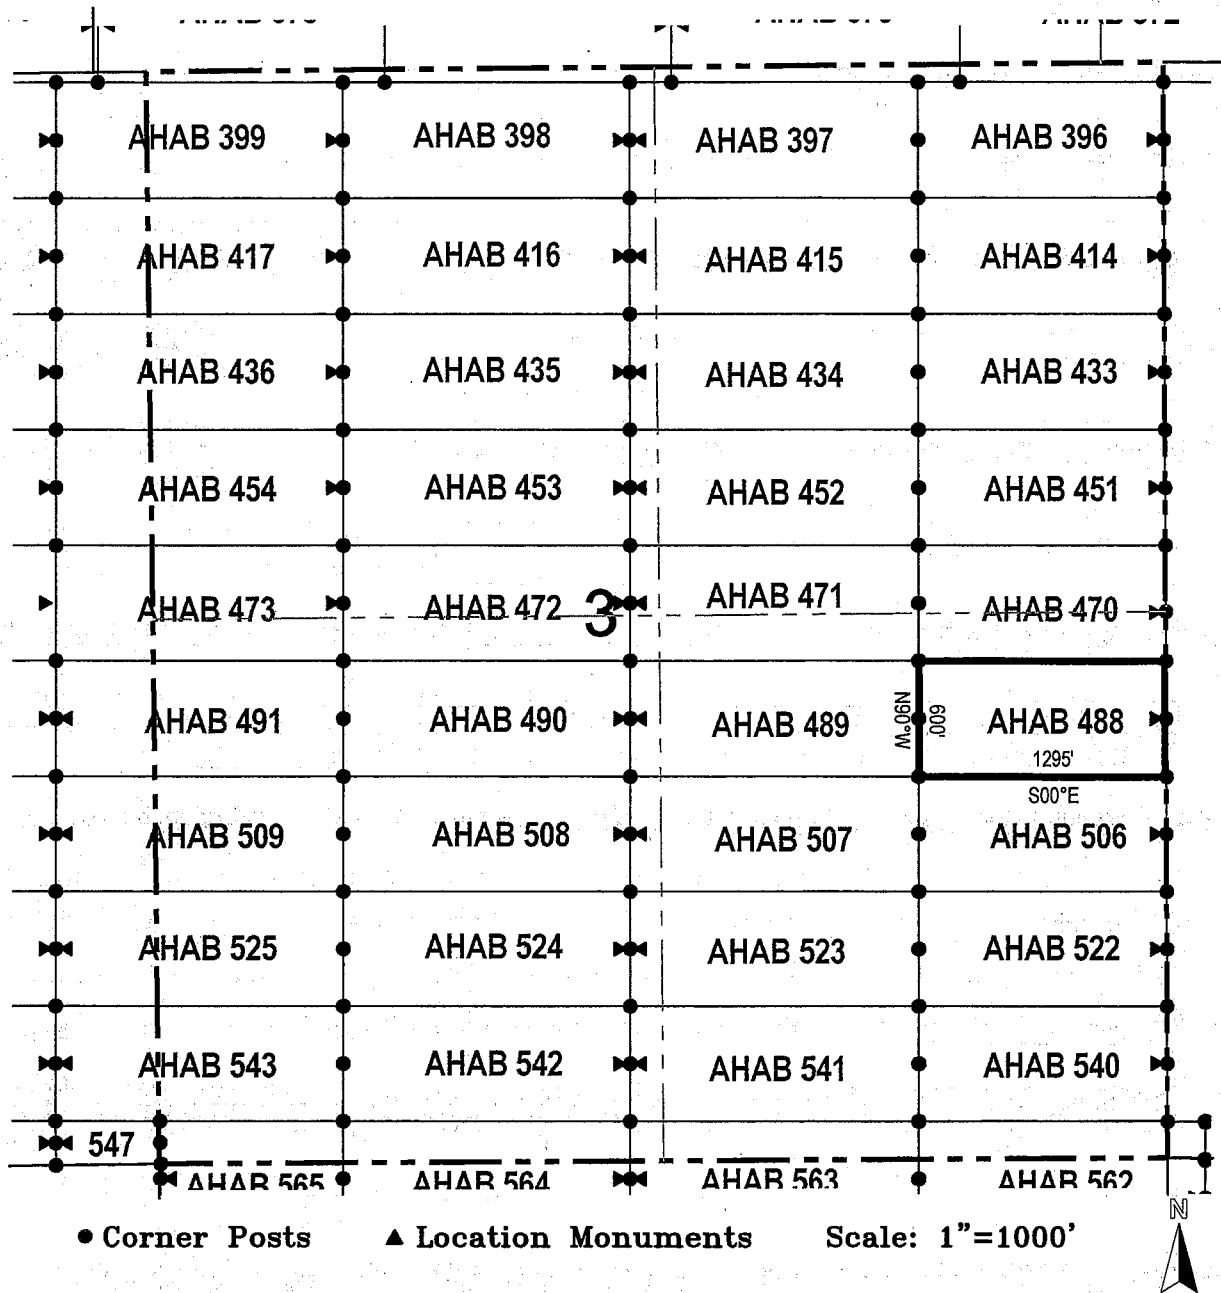 AHAB 399 AHAB 398 AHAB 397 AHAB 396
AHAB 417 AHAB 416 AHAB 415 AHAB 414
AHAB 436 AHAB 435 AHAB 434 AHAB 433
AHAB 454 AHAB 453 AHAB 452 AHAB 451
AHAB 473 AHAB 472 3 AHAB 471 AHAB 470
AHAB 491 AHAB 490 AHAB 489 N90°W 600' AHAB 488
1295'
S00°E
AHAB 509 AHAB 508 AHAB 507 AHAB 506
AHAB 525 AHAB 524 AHAB 523 AHAB 522
AHAB 543 AHAB 542 AHAB 541 AHAB 540
547
AHAB 565 AHAB 564 AHAB 563 AHAB 562
N
Corner Posts Location Monuments Scale: 1"=1000'